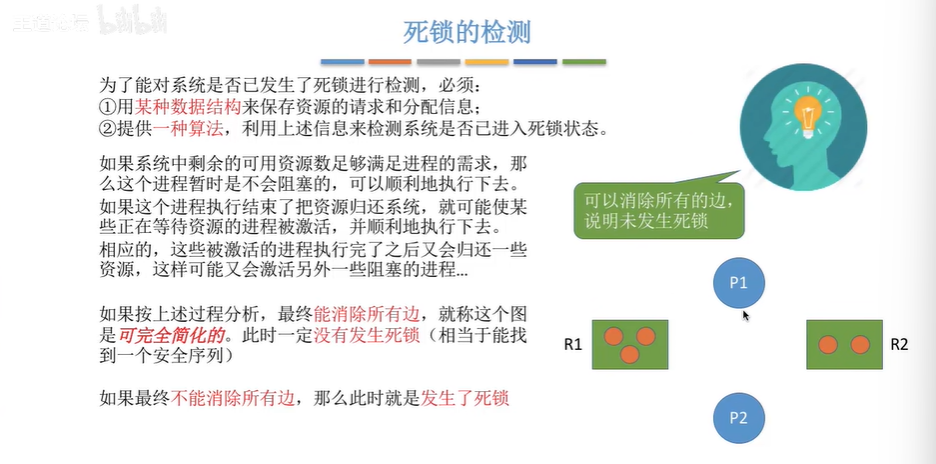 王道论坛 bilibili
死锁的检测
为了能对系统是否已发生了死锁进行检测，必须：
①用某种数据结构来保存资源的请求和分配信息；
②提供一种算法，利用上述信息来检测系统是否已进入死锁状态。
如果系统中剩余的可用资源数足够满足进程的需求，那
么这个进程暂时是不会阻塞的，可以顺利地执行下去。
如果这个进程执行结束了把资源归还系统，就可能使某
些正在等待资源的进程被激活，并顺利地执行下去。
相应的，这些被激活的进程执行完了之后又会归还一些
资源，这样可能又会激活另外一些阻塞的进程...
如果按上述过程分析，最终能消除所有边，就称这个图
是可完全简化的。此时一定没有发生死锁（相当于能找
到一个安全序列）
如果最终不能消除所有边，那么此时就是发生了死锁
可以消除所有的边，
说明未发生死锁
P1
R1
R2
P2